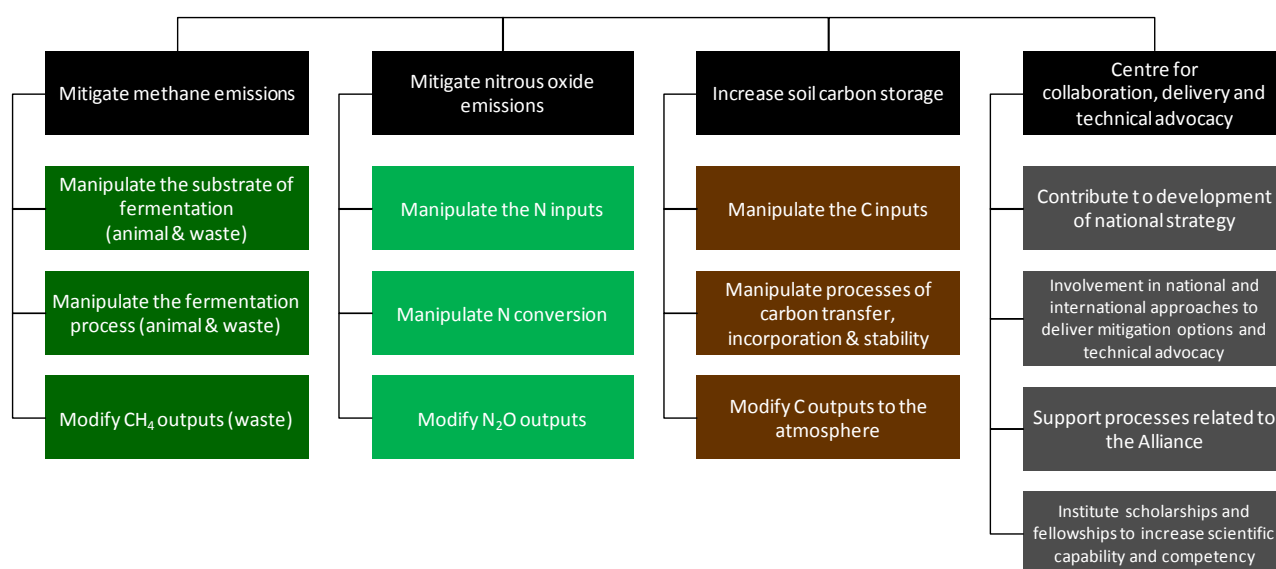 Mitigate methane emissions
Manipulate the substrate of
fermentation
(animal & waste)
Manipulate the fermentation
process (animal & waste)
Modify CH₄ outputs (waste)
Mitigate nitrous oxide
emissions
Manipulate the N inputs
Manipulate N conversion
Modify N₂O outputs
Increase soil carbon storage
Manipulate the C inputs
Manipulate processes of
carbon transfer,
incorporation & stability
Modify C outputs to the
atmosphere
Centre for
collaboration, delivery and
technical advocacy
Contribute t o development
of national strategy
Involvement in national and
international approaches to
deliver mitigation options and
technical advocacy
Support processes related to
the Alliance
Institute scholarships and
fellowships to increase scientific
capability and competency